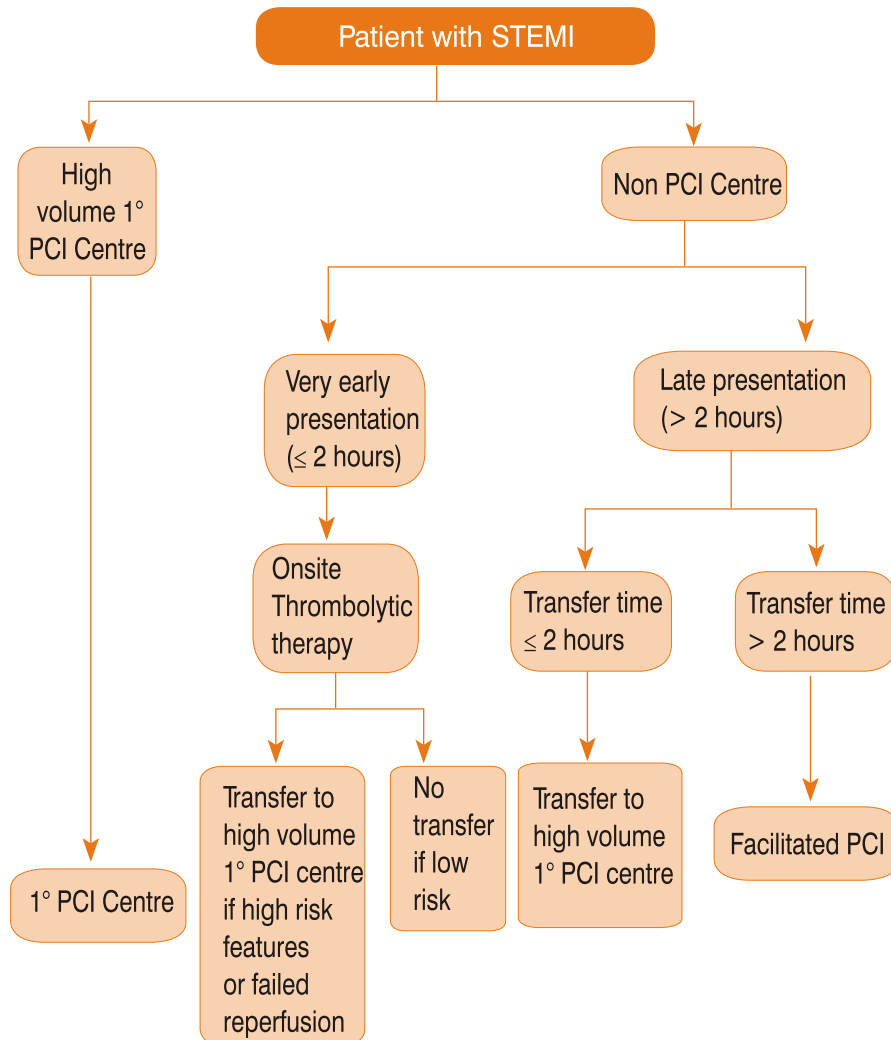 Patient with STEMI
High
volume 1°
PCI Centre
Non PCI Centre
Very early
presentation
(≤ 2 hours)
Late presentation
(> 2 hours)
Onsite
Thrombolytic
therapy
Transfer time
≤ 2 hours
Transfer time
> 2 hours
1° PCI Centre
Transfer to
high volume
1° PCI centre
if high risk
features
or failed
reperfusion
No
transfer
if low
risk
Transfer to
high volume
1° PCI centre
Facilitated PCI